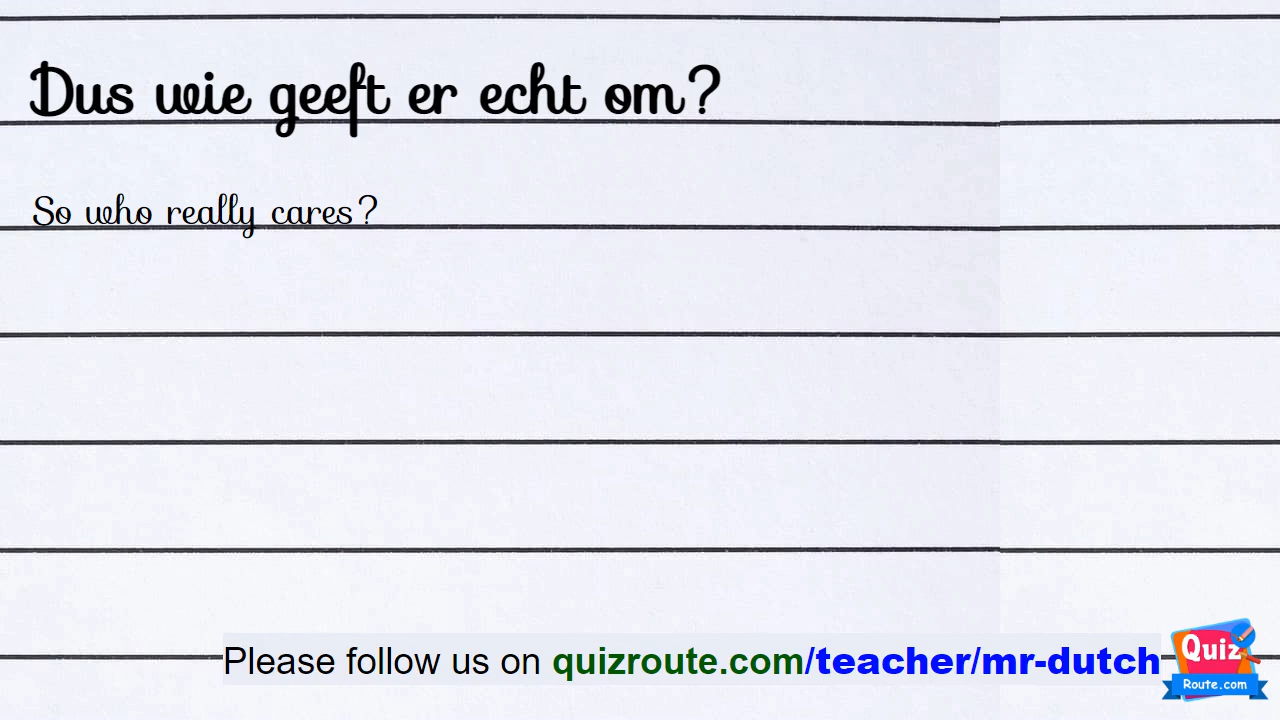 Dus wie geeft er echt om?
So who really cares?
Please follow us on quizroute.com/teacher/mr-dutch
Quiz
Route.com